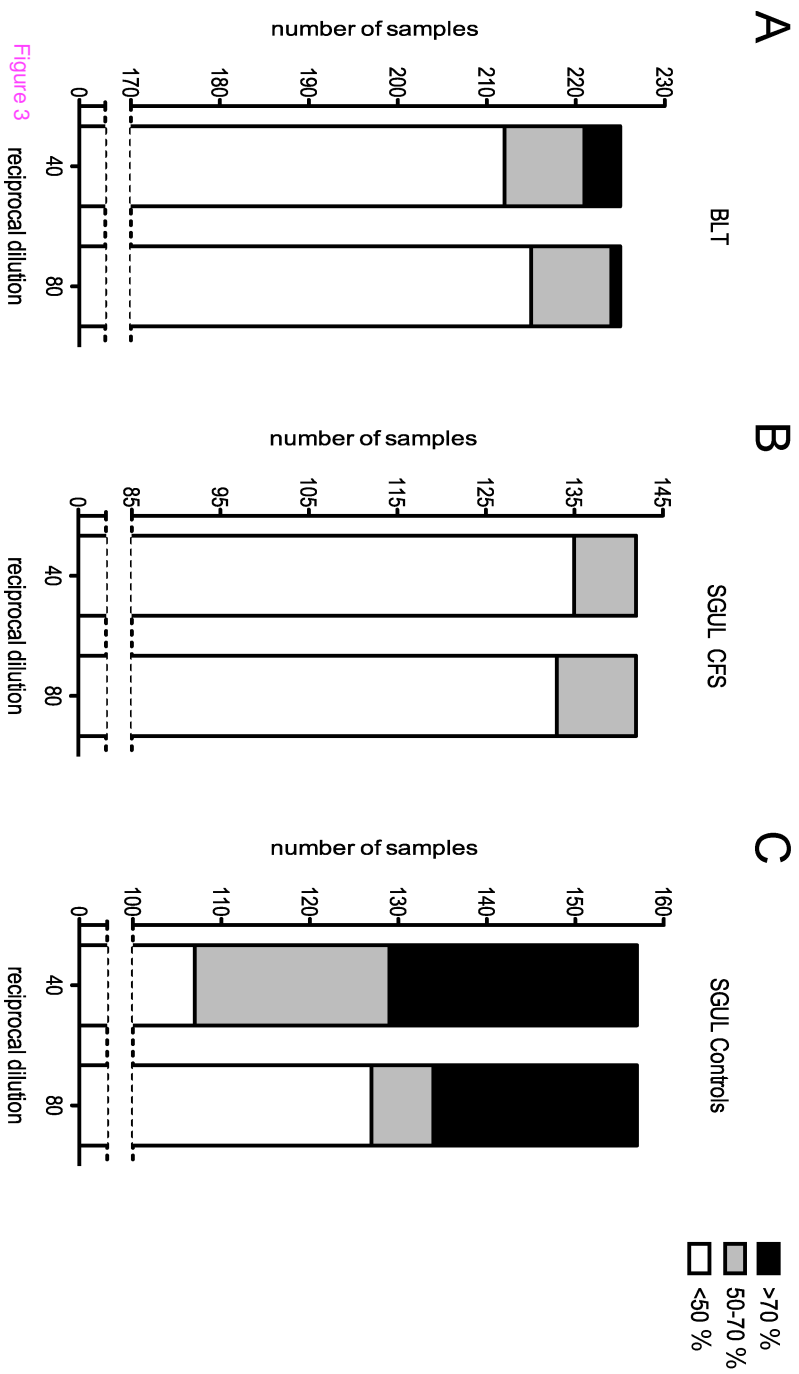 A
BLT
number of samples
230
220
210
200
190
180
170
0
40
80
reciprocal dilution
B
SGUL CFS
number of samples
145
135
125
115
105
95
85
0
40
80
reciprocal dilution
C
SGUL Controls
number of samples
160
150
140
130
120
110
100
0
40
80
reciprocal dilution
>70 %
50-70 %
<50 %
Figure 3